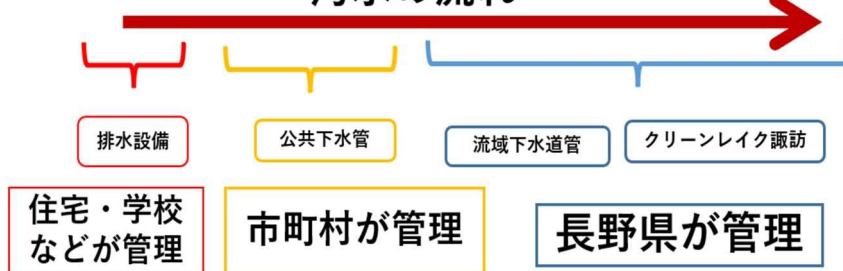 排水設備
公共下水管
流域下水道管
クリーンレイク諏訪
住宅・学校
などが管理
市町村が管理
長野県が管理